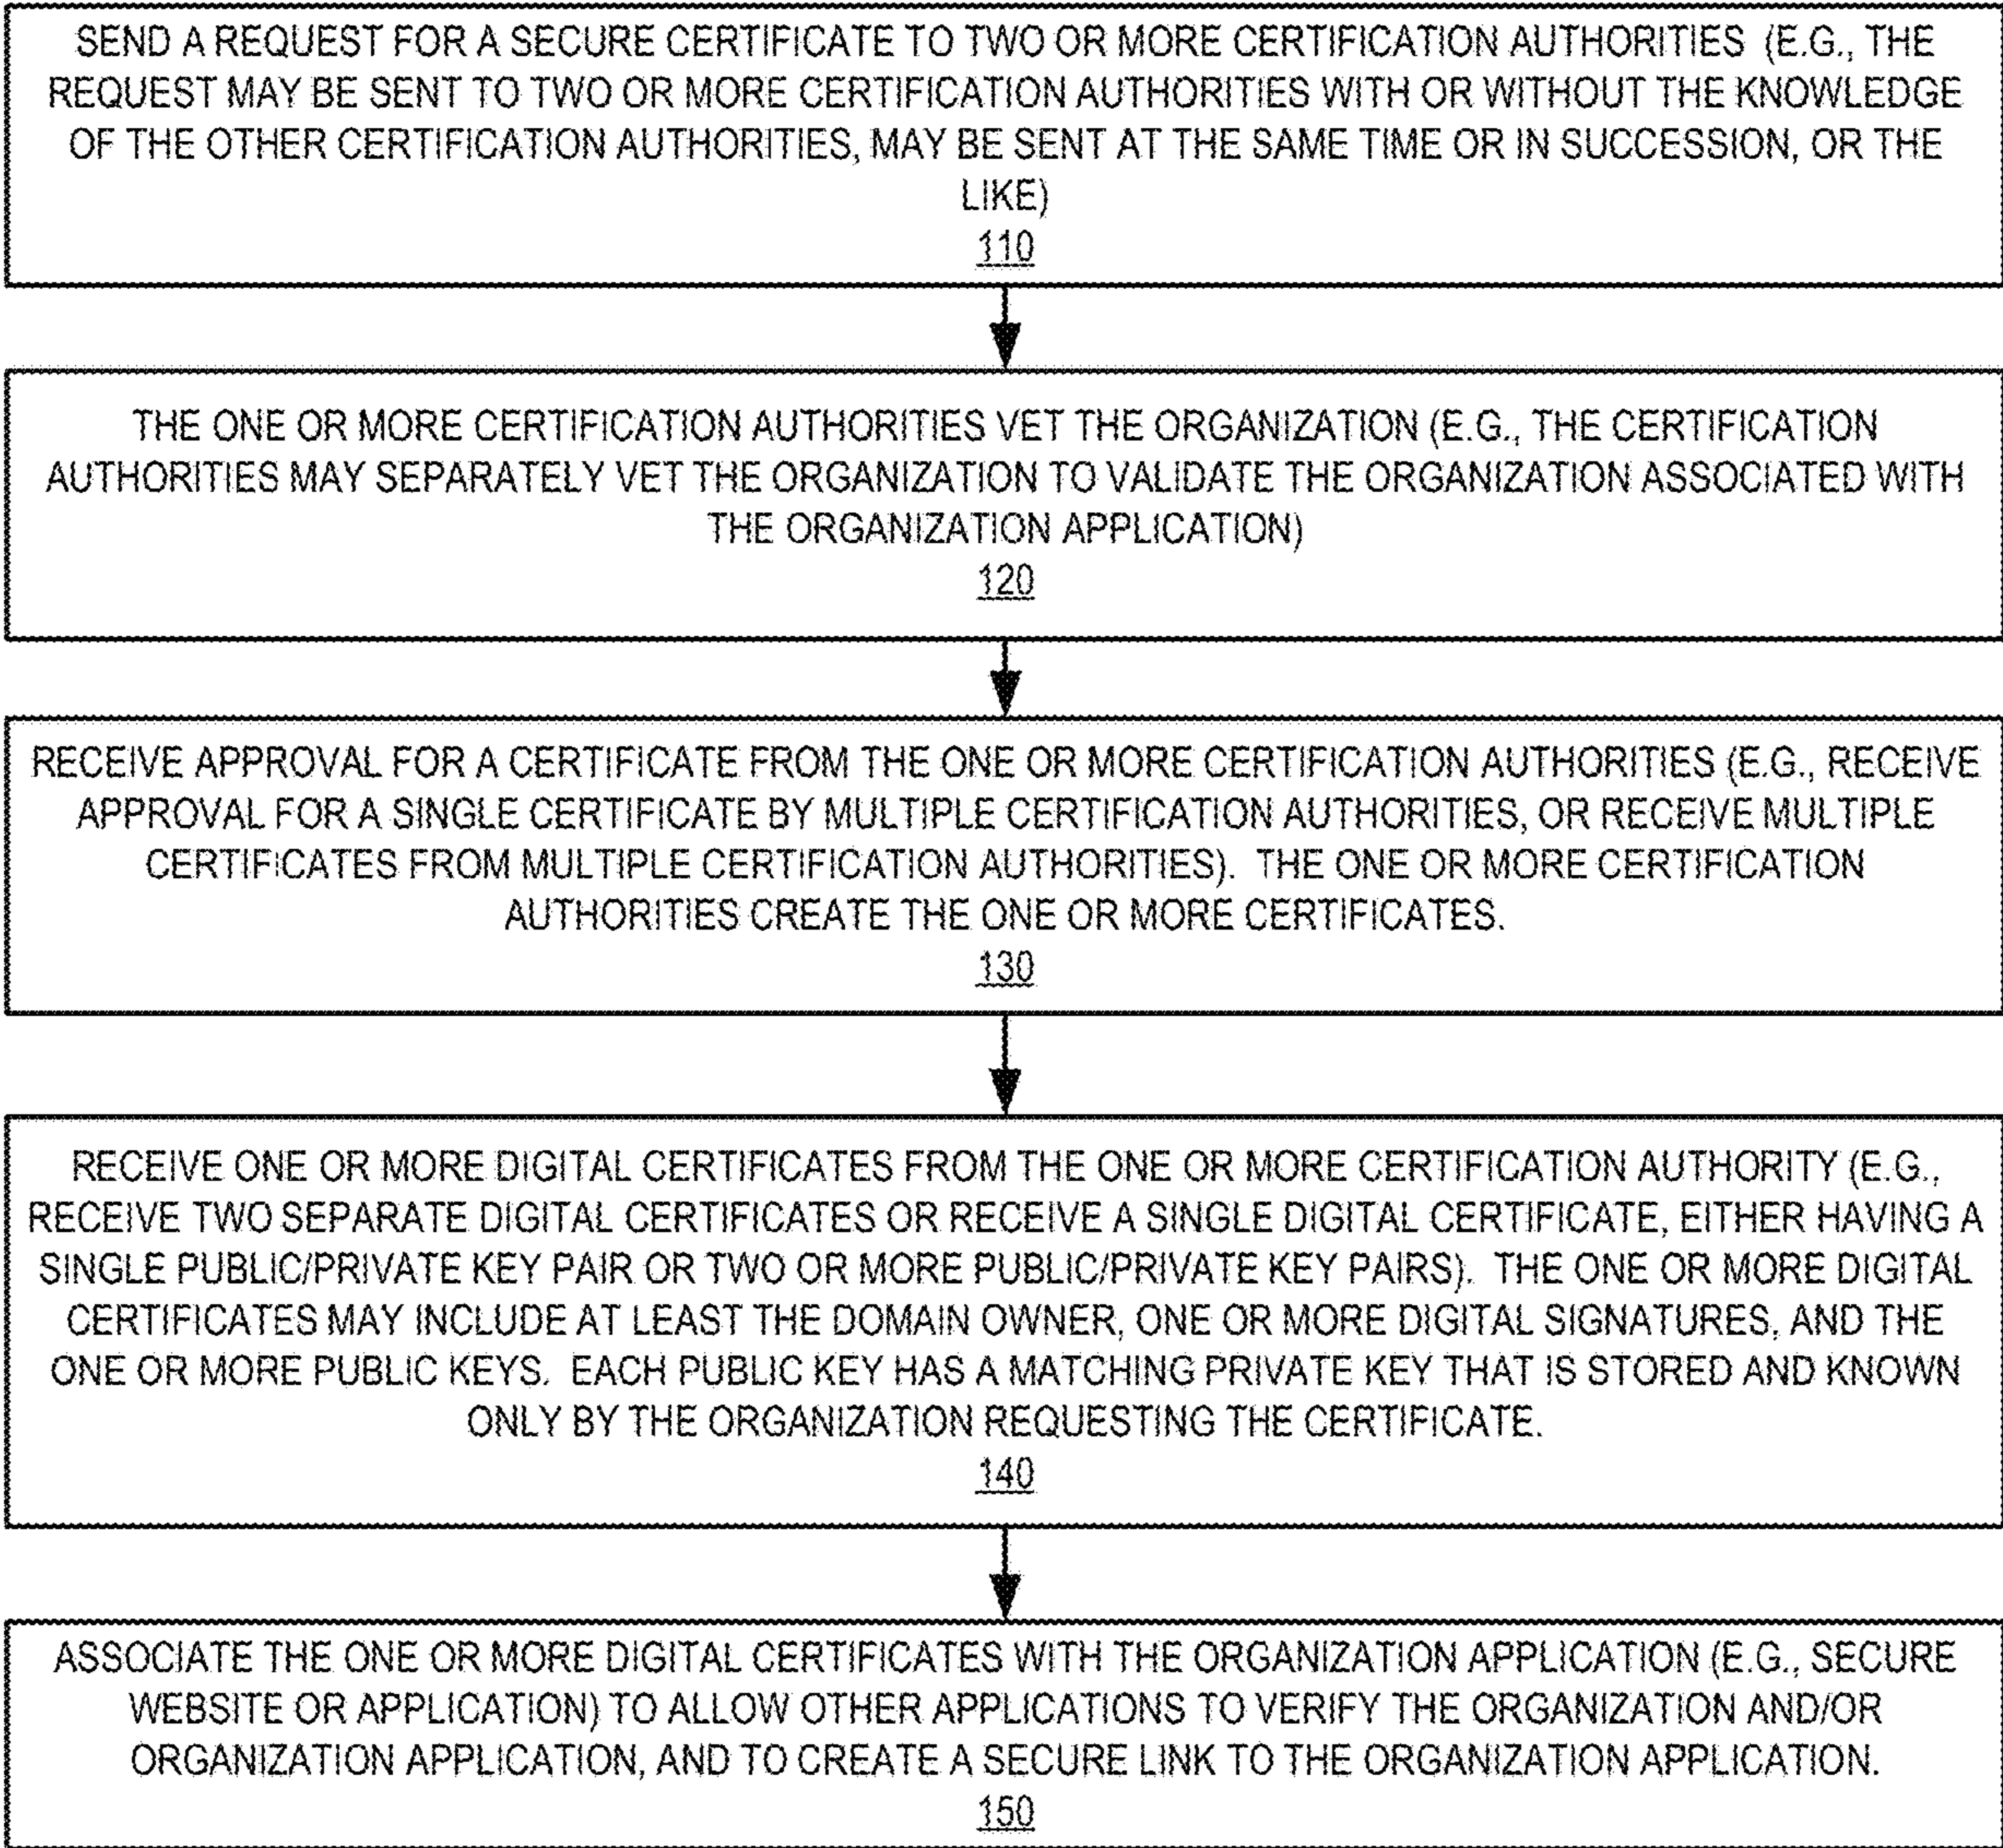 SEND A REQUEST FOR A SECURE CERTIFICATE TO TWO OR MORE CERTIFICATION AUTHORITIES (E.G., THE
REQUEST MAY BE SENT TO TWO OR MORE CERTIFICATION AUTHORITIES WITH OR WITHOUT THE KNOWLEDGE
OF THE OTHER CERTIFICATION AUTHORITIES, MAY BE SENT AT THE SAME TIME OR IN SUCCESSION, OR THE
LIKE)
110
THE ONE OR MORE CERTIFICATION AUTHORITIES VET THE ORGANIZATION (E.G., THE CERTIFICATION
AUTHORITIES MAY SEPARATELY VET THE ORGANIZATION TO VALIDATE THE ORGANIZATION ASSOCIATED WITH
THE ORGANIZATION APPLICATION)
120
RECEIVE APPROVAL FOR A CERTIFICATE FROM THE ONE OR MORE CERTIFICATION AUTHORITIES (E.G., RECEIVE
APPROVAL FOR A SINGLE CERTIFICATE BY MULTIPLE CERTIFICATION AUTHORITIES, OR RECEIVE MULTIPLE
CERTIFICATES FROM MULTIPLE CERTIFICATION AUTHORITIES). THE ONE OR MORE CERTIFICATION
AUTHORITIES CREATE THE ONE OR MORE CERTIFICATES.
130
RECEIVE ONE OR MORE DIGITAL CERTIFICATES FROM THE ONE OR MORE CERTIFICATION AUTHORITY (E.G.,
RECEIVE TWO SEPARATE DIGITAL CERTIFICATES OR RECEIVE A SINGLE DIGITAL CERTIFICATE, EITHER HAVING A
SINGLE PUBLIC/PRIVATE KEY PAIR OR TWO OR MORE PUBLIC/PRIVATE KEY PAIRS). THE ONE OR MORE DIGITAL
CERTIFICATES MAY INCLUDE AT LEAST THE DOMAIN OWNER, ONE OR MORE DIGITAL SIGNATURES, AND THE
ONE OR MORE PUBLIC KEYS. EACH PUBLIC KEY HAS A MATCHING PRIVATE KEY THAT IS STORED AND KNOWN
ONLY BY THE ORGANIZATION REQUESTING THE CERTIFICATE.
140
ASSOCIATE THE ONE OR MORE DIGITAL CERTIFICATES WITH THE ORGANIZATION APPLICATION (E.G., SECURE
WEBSITE OR APPLICATION) TO ALLOW OTHER APPLICATIONS TO VERIFY THE ORGANIZATION AND/OR
ORGANIZATION APPLICATION, AND TO CREATE A SECURE LINK TO THE ORGANIZATION APPLICATION.
150